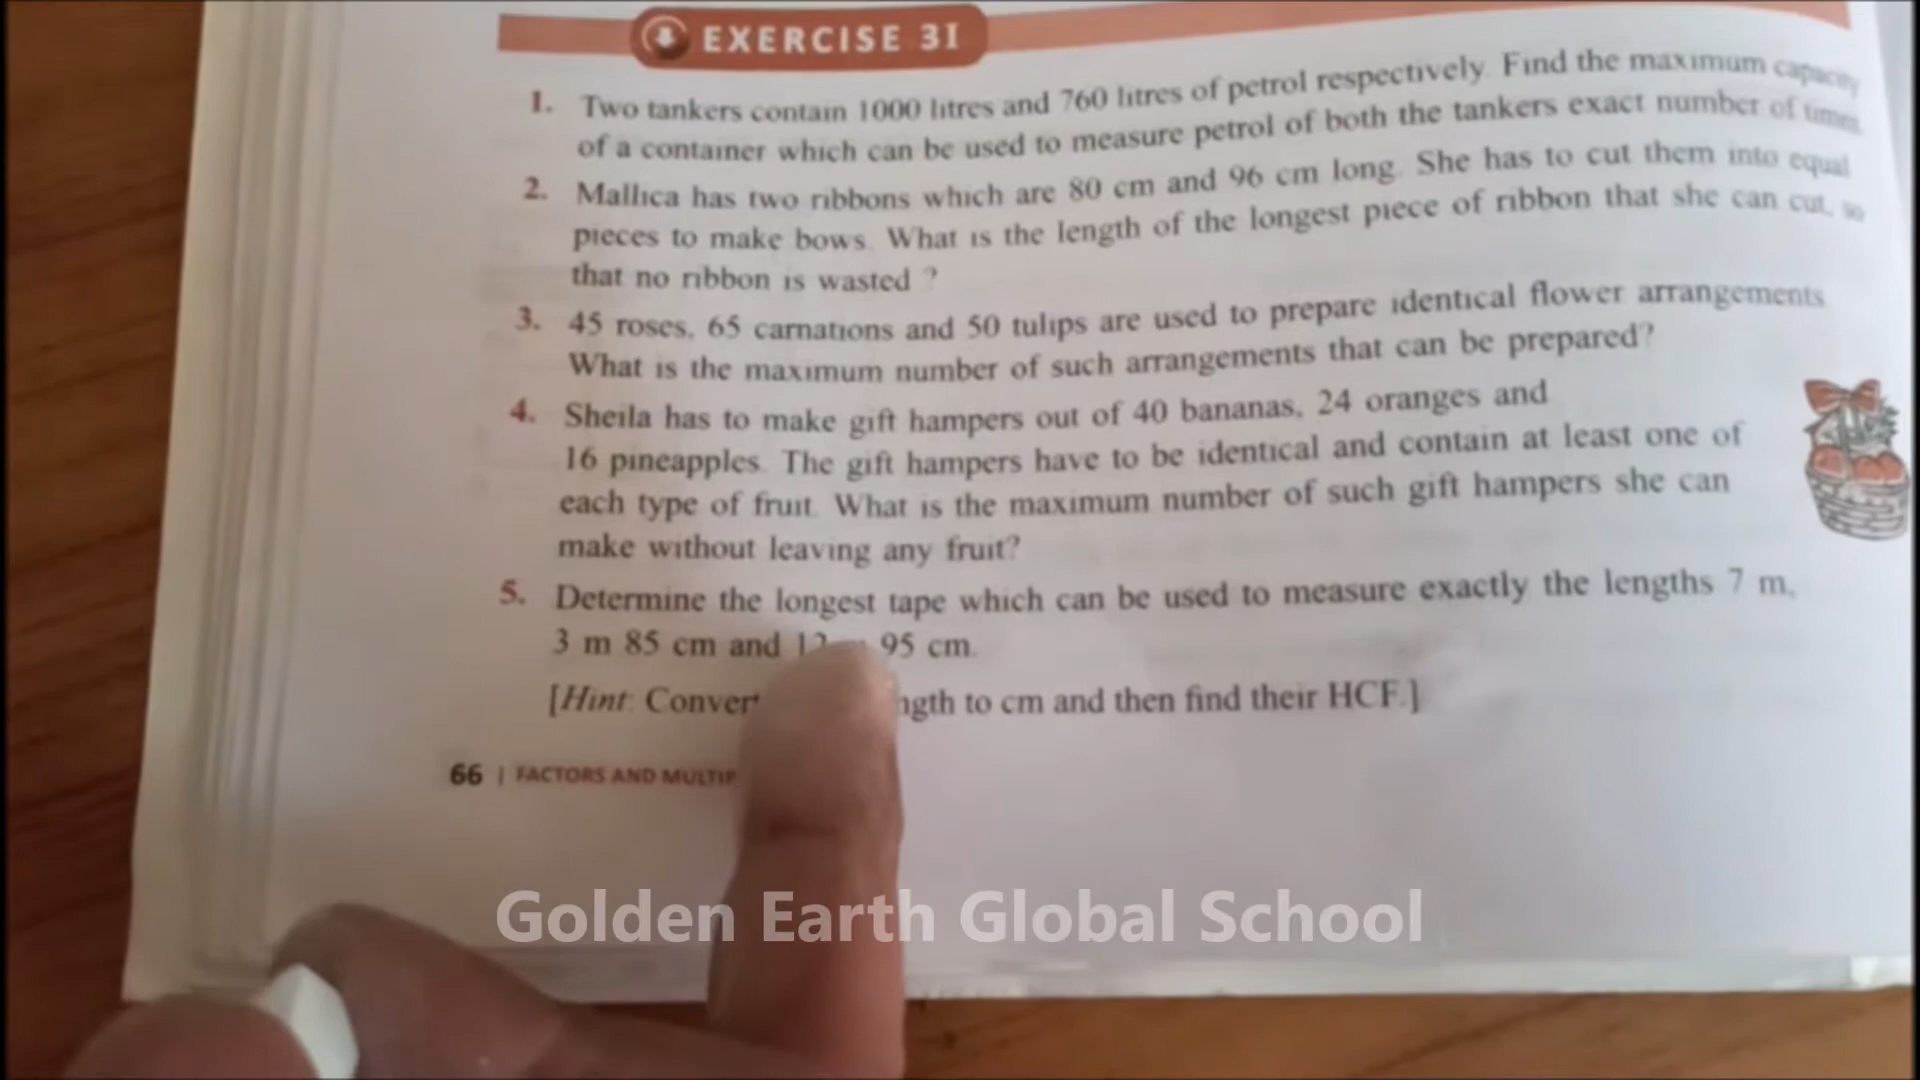 EXERCISE 3I
1. Two tankers contain 1000 litres and 760 litres of petrol respectively. Find the maximum capacity
of a container which can be used to measure petrol of both the tankers exact number of times.
2. Mallica has two ribbons which are 80 cm and 96 cm long. She has to cut them into equal
pieces to make bows. What is the length of the longest piece of ribbon that she can cut, so
that no ribbon is wasted ?
3. 45 roses, 65 carnations and 50 tulips are used to prepare identical flower arrangements.
What is the maximum number of such arrangements that can be prepared?
4. Sheila has to make gift hampers out of 40 bananas, 24 oranges and
16 pineapples. The gift hampers have to be identical and contain at least one of
each type of fruit. What is the maximum number of such gift hampers she can
make without leaving any fruit?
5. Determine the longest tape which can be used to measure exactly the lengths 7 m,
3 m 85 cm and 12 95 cm.
[Hint: Convert to cm and then find their HCF.]
66 | FACTORS AND
Golden Earth Global School